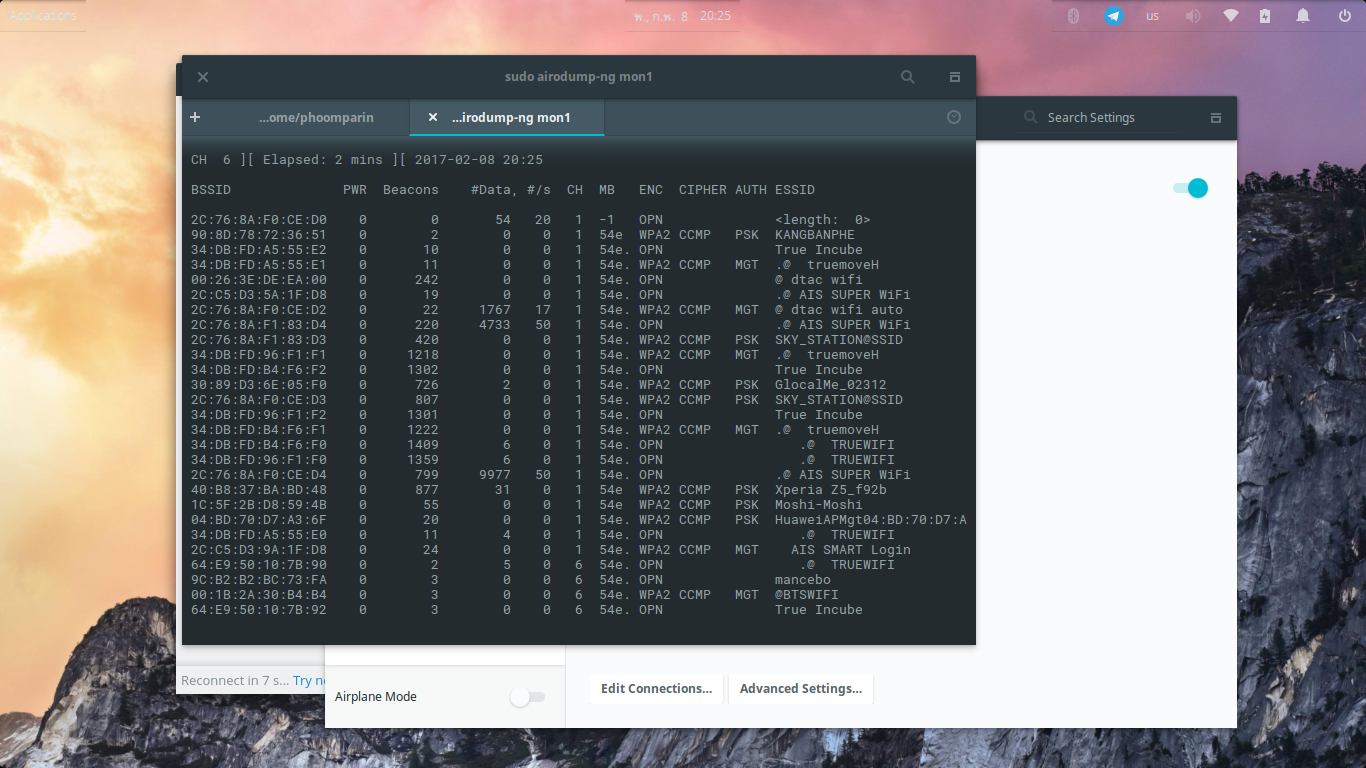 Applications พ., ก.พ. 8 20:25 us
sudo airodump-ng mon1
...ome/phoomparin ...irodump-ng mon1 Search Settings
CH 6 ][ Elapsed: 2 mins ][ 2017-02-08 20:25
BSSID PWR Beacons #Data, #/s CH MB ENC CIPHER AUTH ESSID
2C:76:8A:F0:CE:D0 0 0 54 20 1 -1 OPN <length: 0>
90:8D:78:72:36:51 0 2 0 0 1 54e WPA2 CCMP PSK KANGBANPHE
34:DB:FD:A5:55:E2 0 10 0 0 1 54e. OPN True Incube
34:DB:FD:A5:55:E1 0 11 0 0 1 54e. WPA2 CCMP MGT .@ truemoveH
00:26:3E:DE:EA:00 0 242 0 0 1 54e. OPN @ dtac wifi
2C:C5:D3:5A:1F:D8 0 19 0 0 1 54e. OPN .@ AIS SUPER WiFi
2C:76:8A:F0:CE:D2 0 22 1767 17 1 54e. WPA2 CCMP MGT @ dtac wifi auto
2C:76:8A:F1:83:D4 0 220 4733 50 1 54e. OPN .@ AIS SUPER WiFi
2C:76:8A:F1:83:D3 0 420 0 0 1 54e. WPA2 CCMP PSK SKY_STATION@SSID
34:DB:FD:96:F1:F1 0 1218 0 0 1 54e. WPA2 CCMP MGT .@ truemoveH
34:DB:FD:B4:F6:F2 0 1302 0 0 1 54e. OPN True Incube
30:89:D3:6E:05:F0 0 726 2 0 1 54e. WPA2 CCMP PSK GlocalMe_02312
2C:76:8A:F0:CE:D3 0 807 0 0 1 54e. WPA2 CCMP PSK SKY_STATION@SSID
34:DB:FD:96:F1:F2 0 1301 0 0 1 54e. OPN True Incube
34:DB:FD:B4:F6:F1 0 1222 0 0 1 54e. WPA2 CCMP MGT .@ truemoveH
34:DB:FD:B4:F6:F0 0 1409 6 0 1 54e. OPN .@ TRUEWIFI
34:DB:FD:96:F1:F0 0 1359 6 0 1 54e. OPN .@ TRUEWIFI
2C:76:8A:F0:CE:D4 0 799 9977 50 1 54e. OPN .@ AIS SUPER WiFi
40:B8:37:BA:BD:48 0 877 31 0 1 54e WPA2 CCMP PSK Xperia Z5_f92b
1C:5F:2B:D8:59:4B 0 55 0 0 1 54e WPA2 CCMP PSK Moshi-Moshi
04:BD:70:D7:A3:6F 0 20 0 0 1 54e. WPA2 CCMP PSK HuaweiAPMgt04:BD:70:D7:A
34:DB:FD:A5:55:E0 0 11 4 0 1 54e. OPN .@ TRUEWIFI
2C:C5:D3:9A:1F:D8 0 24 0 0 1 54e. WPA2 CCMP MGT AIS SMART Login
64:E9:50:10:7B:90 0 2 5 0 6 54e. OPN .@ TRUEWIFI
9C:B2:B2:BC:73:FA 0 3 0 0 6 54e. OPN mancebo
00:1B:2A:30:B4:B4 0 3 0 0 6 54e. WPA2 CCMP MGT @BTSWIFI
64:E9:50:10:7B:92 0 3 0 0 6 54e. OPN True Incube
Reconnect in 7 s... Try n
Airplane Mode Edit Connections... Advanced Settings...